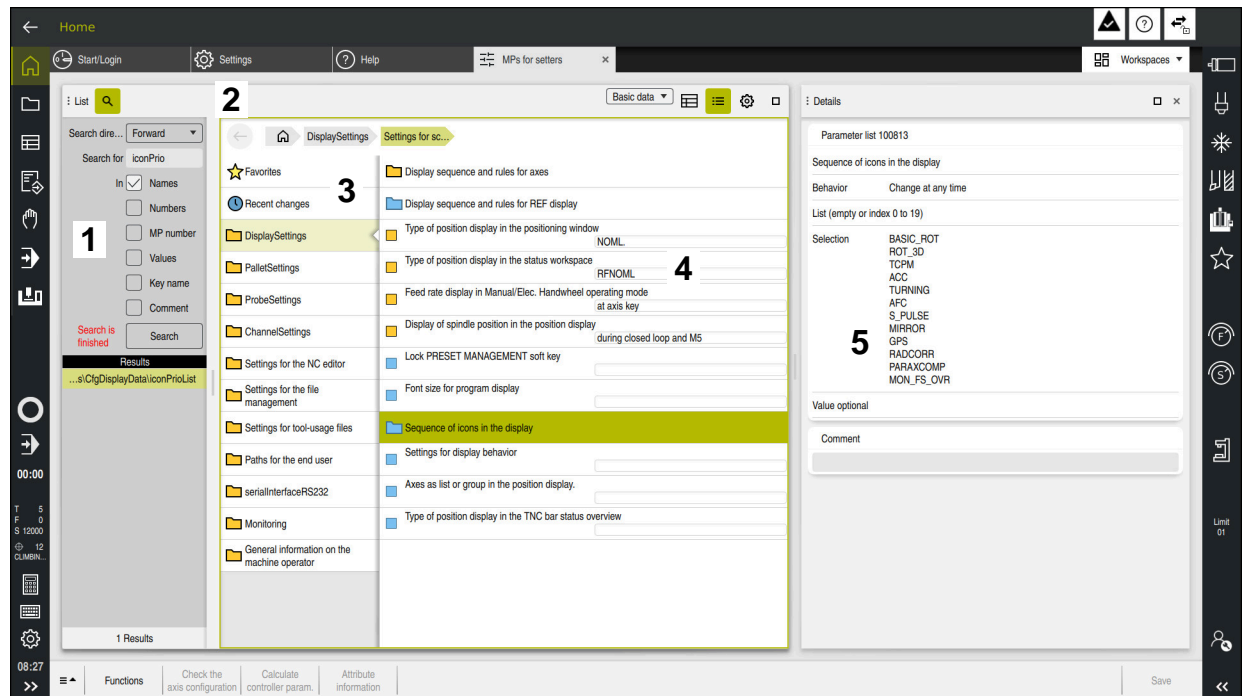 Home
Start/Login
Settings
Help
MPs for setters
Workspaces
List
2
Basic data
Details
Search dire...
Forward
Search for
iconPrio
In
Names
Numbers
MP number
Values
Key name
Comment
1
Search is
finished
Search
Results
...s\CfgDisplayData\iconPrioList
1 Results
DisplaySettings
Settings for sc...
Favorites
Recent changes
3
DisplaySettings
PalletSettings
ProbeSettings
ChannelSettings
Settings for the NC editor
Settings for the file
management
Settings for tool-usage files
Paths for the end user
serialInterfaceRS232
Monitoring
General information on the
machine operator
Display sequence and rules for axes
Display sequence and rules for REF display
Type of position display in the positioning window
NOML.
Type of position display in the status workspace
RFNOML
4
Feed rate display in Manual/Elec. Handwheel operating mode
at axis key
Display of spindle position in the position display
during closed loop and M5
Lock PRESET MANAGEMENT soft key
Font size for program display
Sequence of icons in the display
Settings for display behavior
Axes as list or group in the position display.
Type of position display in the TNC bar status overview
Parameter list 100813
Sequence of icons in the display
Behavior
Change at any time
List (empty or index 0 to 19)
Selection
BASIC_ROT
ROT_3D
TCPM
ACC
TURNING
AFC
S_PULSE
MIRROR
GPS
RADCORR
PARAXCOMP
MON_FS_OVR
5
Value optional
Comment
00:00
T 5
F 0
S 12000
12
CLIMBIN...
08:27
F
S
Limit
01
Functions
Check the
axis configuration
Calculate
controller param.
Attribute
information
Save